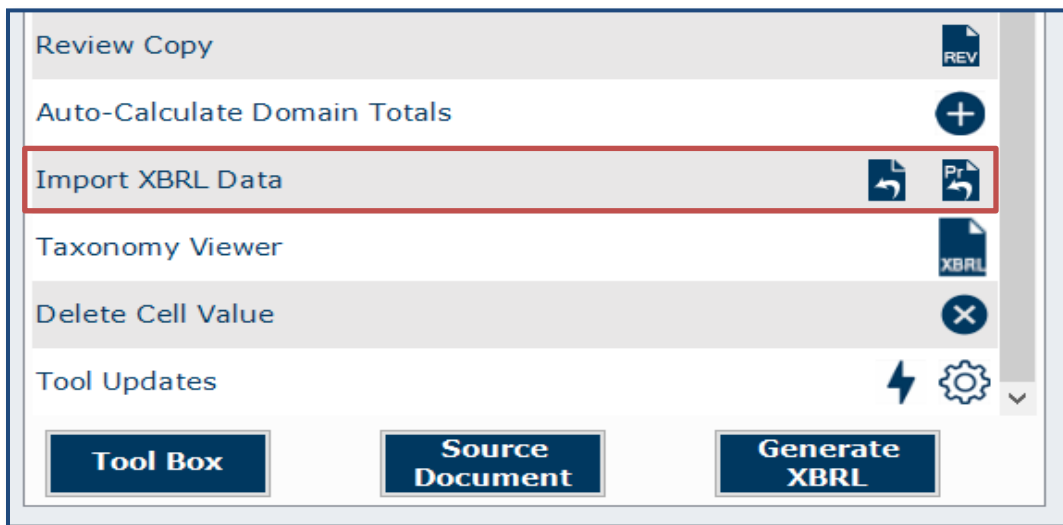 Review Copy
REV
Auto-Calculate Domain Totals
Import XBRL Data
Pr
Taxonomy Viewer
XBRL
Delete Cell Value
Tool Updates
Tool Box
Source
Document
Generate
XBRL